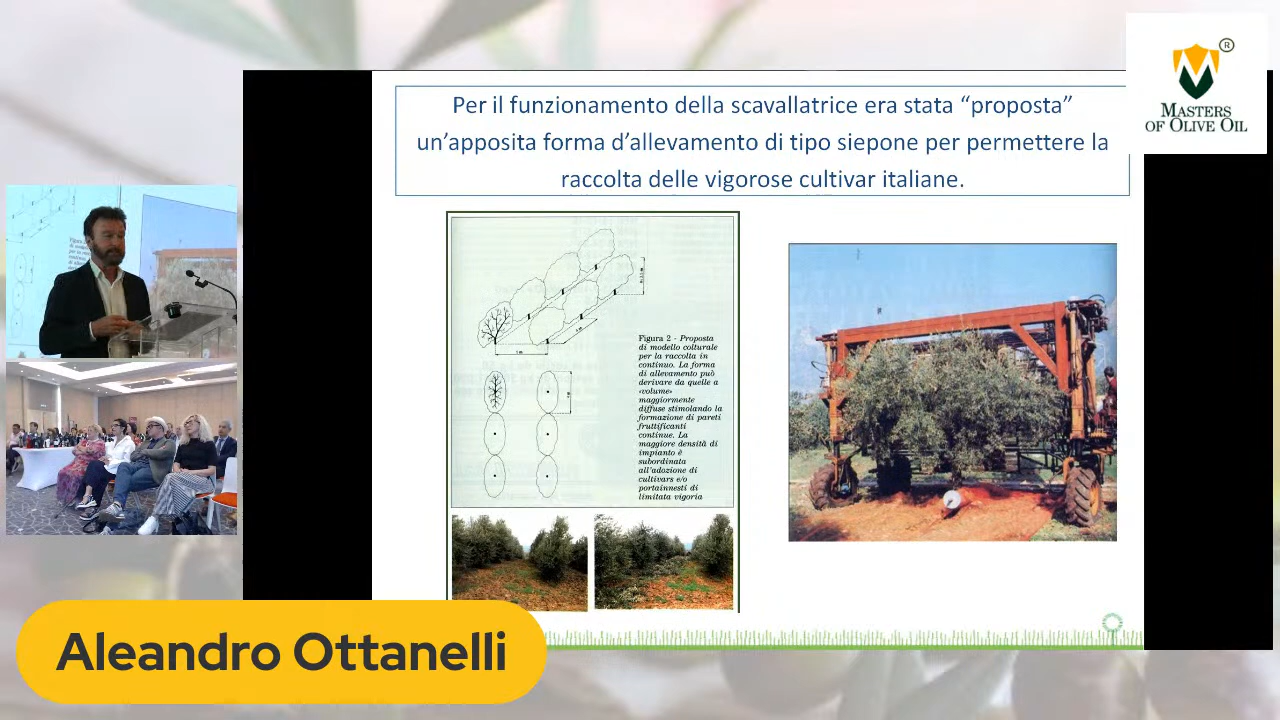 Per il funzionamento della scavallatrice era stata “proposta”
un’apposita forma d’allevamento di tipo siepone per permettere la
raccolta delle vigorose cultivar italiane.
MASTERS
OF OLIVE OIL
Figura 2 - Proposta
di modello colturale
per la raccolta in
continuo. La forma
di allevamento può
derivare da quelle a
«volume»
maggiormente
diffuse stimolando la
formazione di pareti
fruttificanti
continue. La
maggiore densità di
impianto è
subordinata
all'adozione di
cultivars e/o
portainnesti di
limitata vigoria
Aleandro Ottanelli